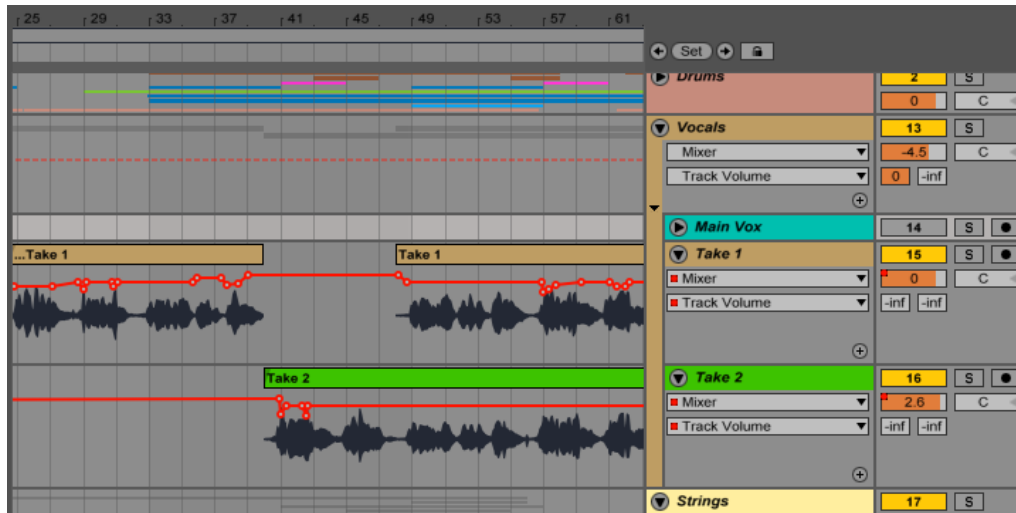 25 29 33 37 41 45 49 53 57 61
Set
Drums 2 S
0 C
Vocals 13 S
Mixer -4.5 C
Track Volume 0 -inf
Main Vox 14 S
...Take 1 Take 1 Take 1 15 S
Mixer 0 C
Track Volume -inf -inf
Take 2 Take 2 16 S
Mixer 2.6 C
Track Volume -inf -inf
Strings 17 S